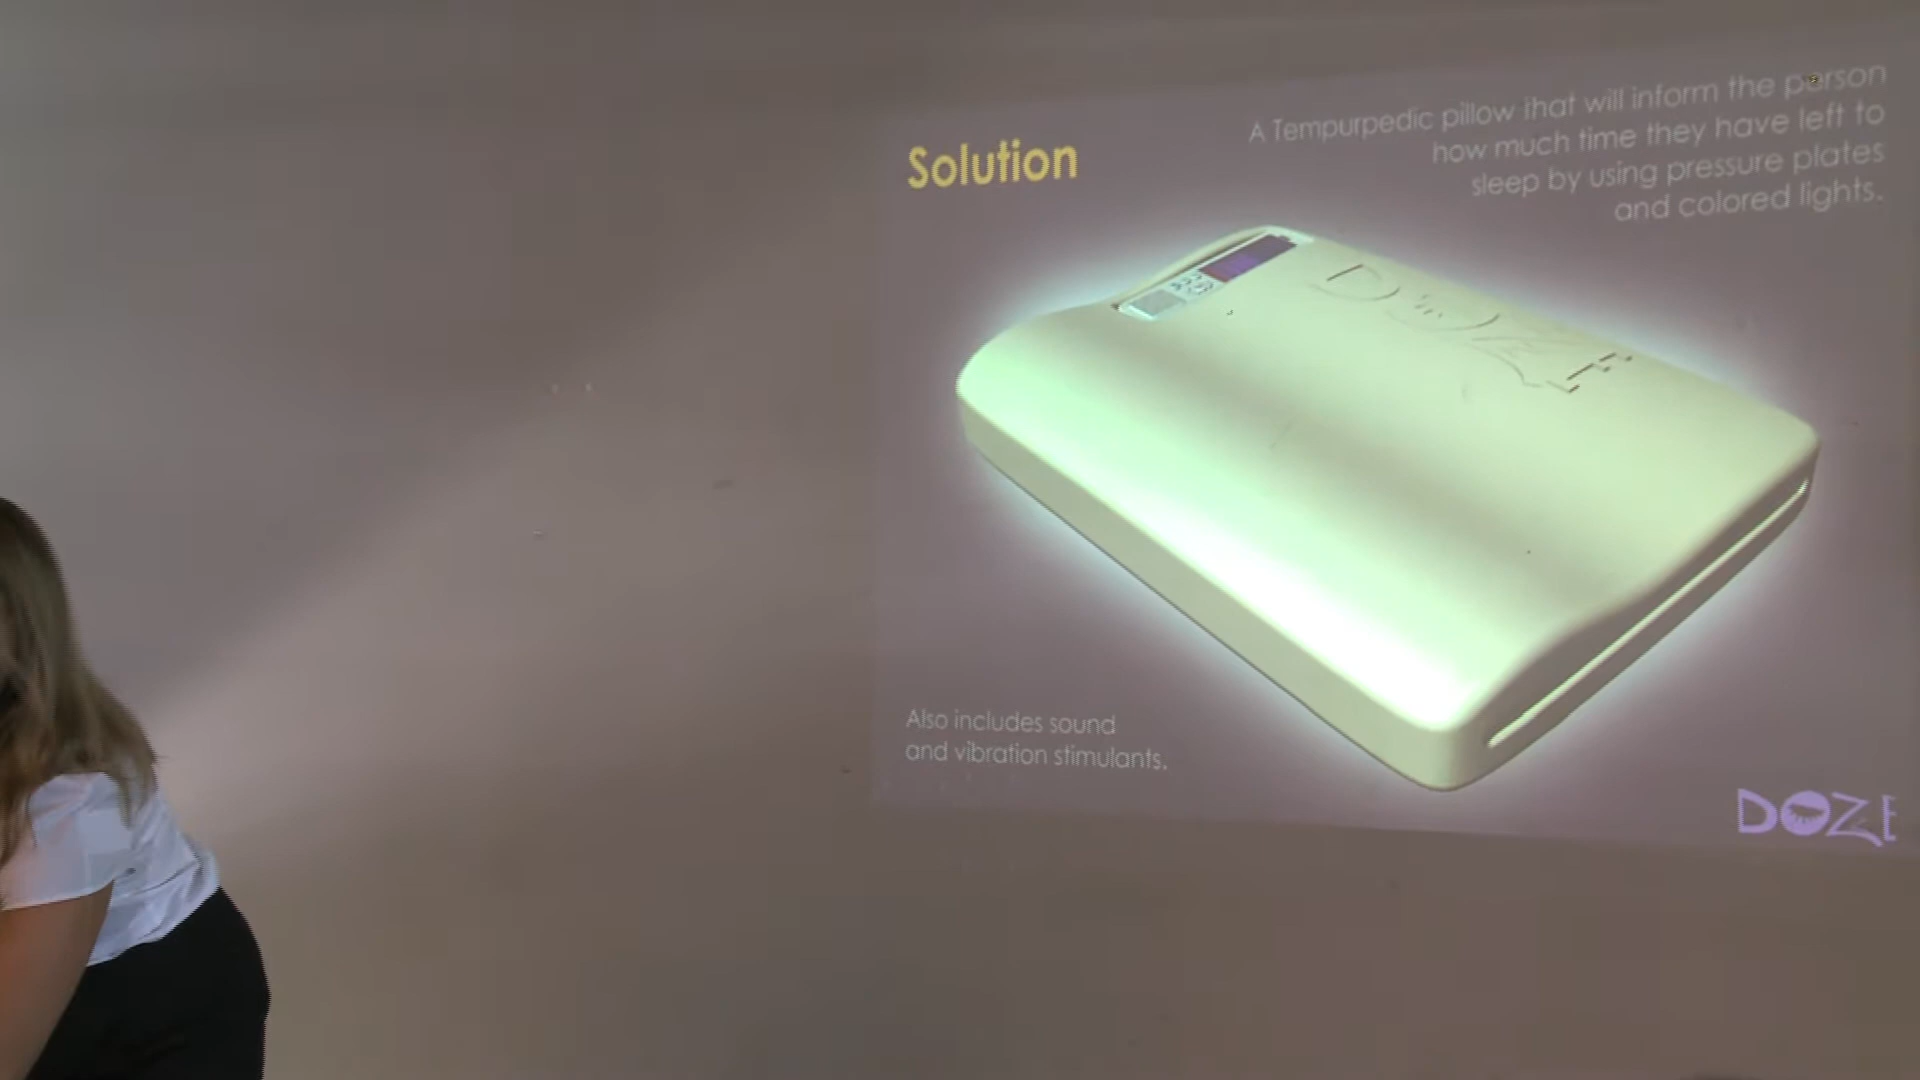 Solution
A Tempurpedic pillow that will inform the person
how much time they have left to
sleep by using pressure plates
and colored lights.
DOZE
Also includes sound
and vibration stimulants.
DOZE